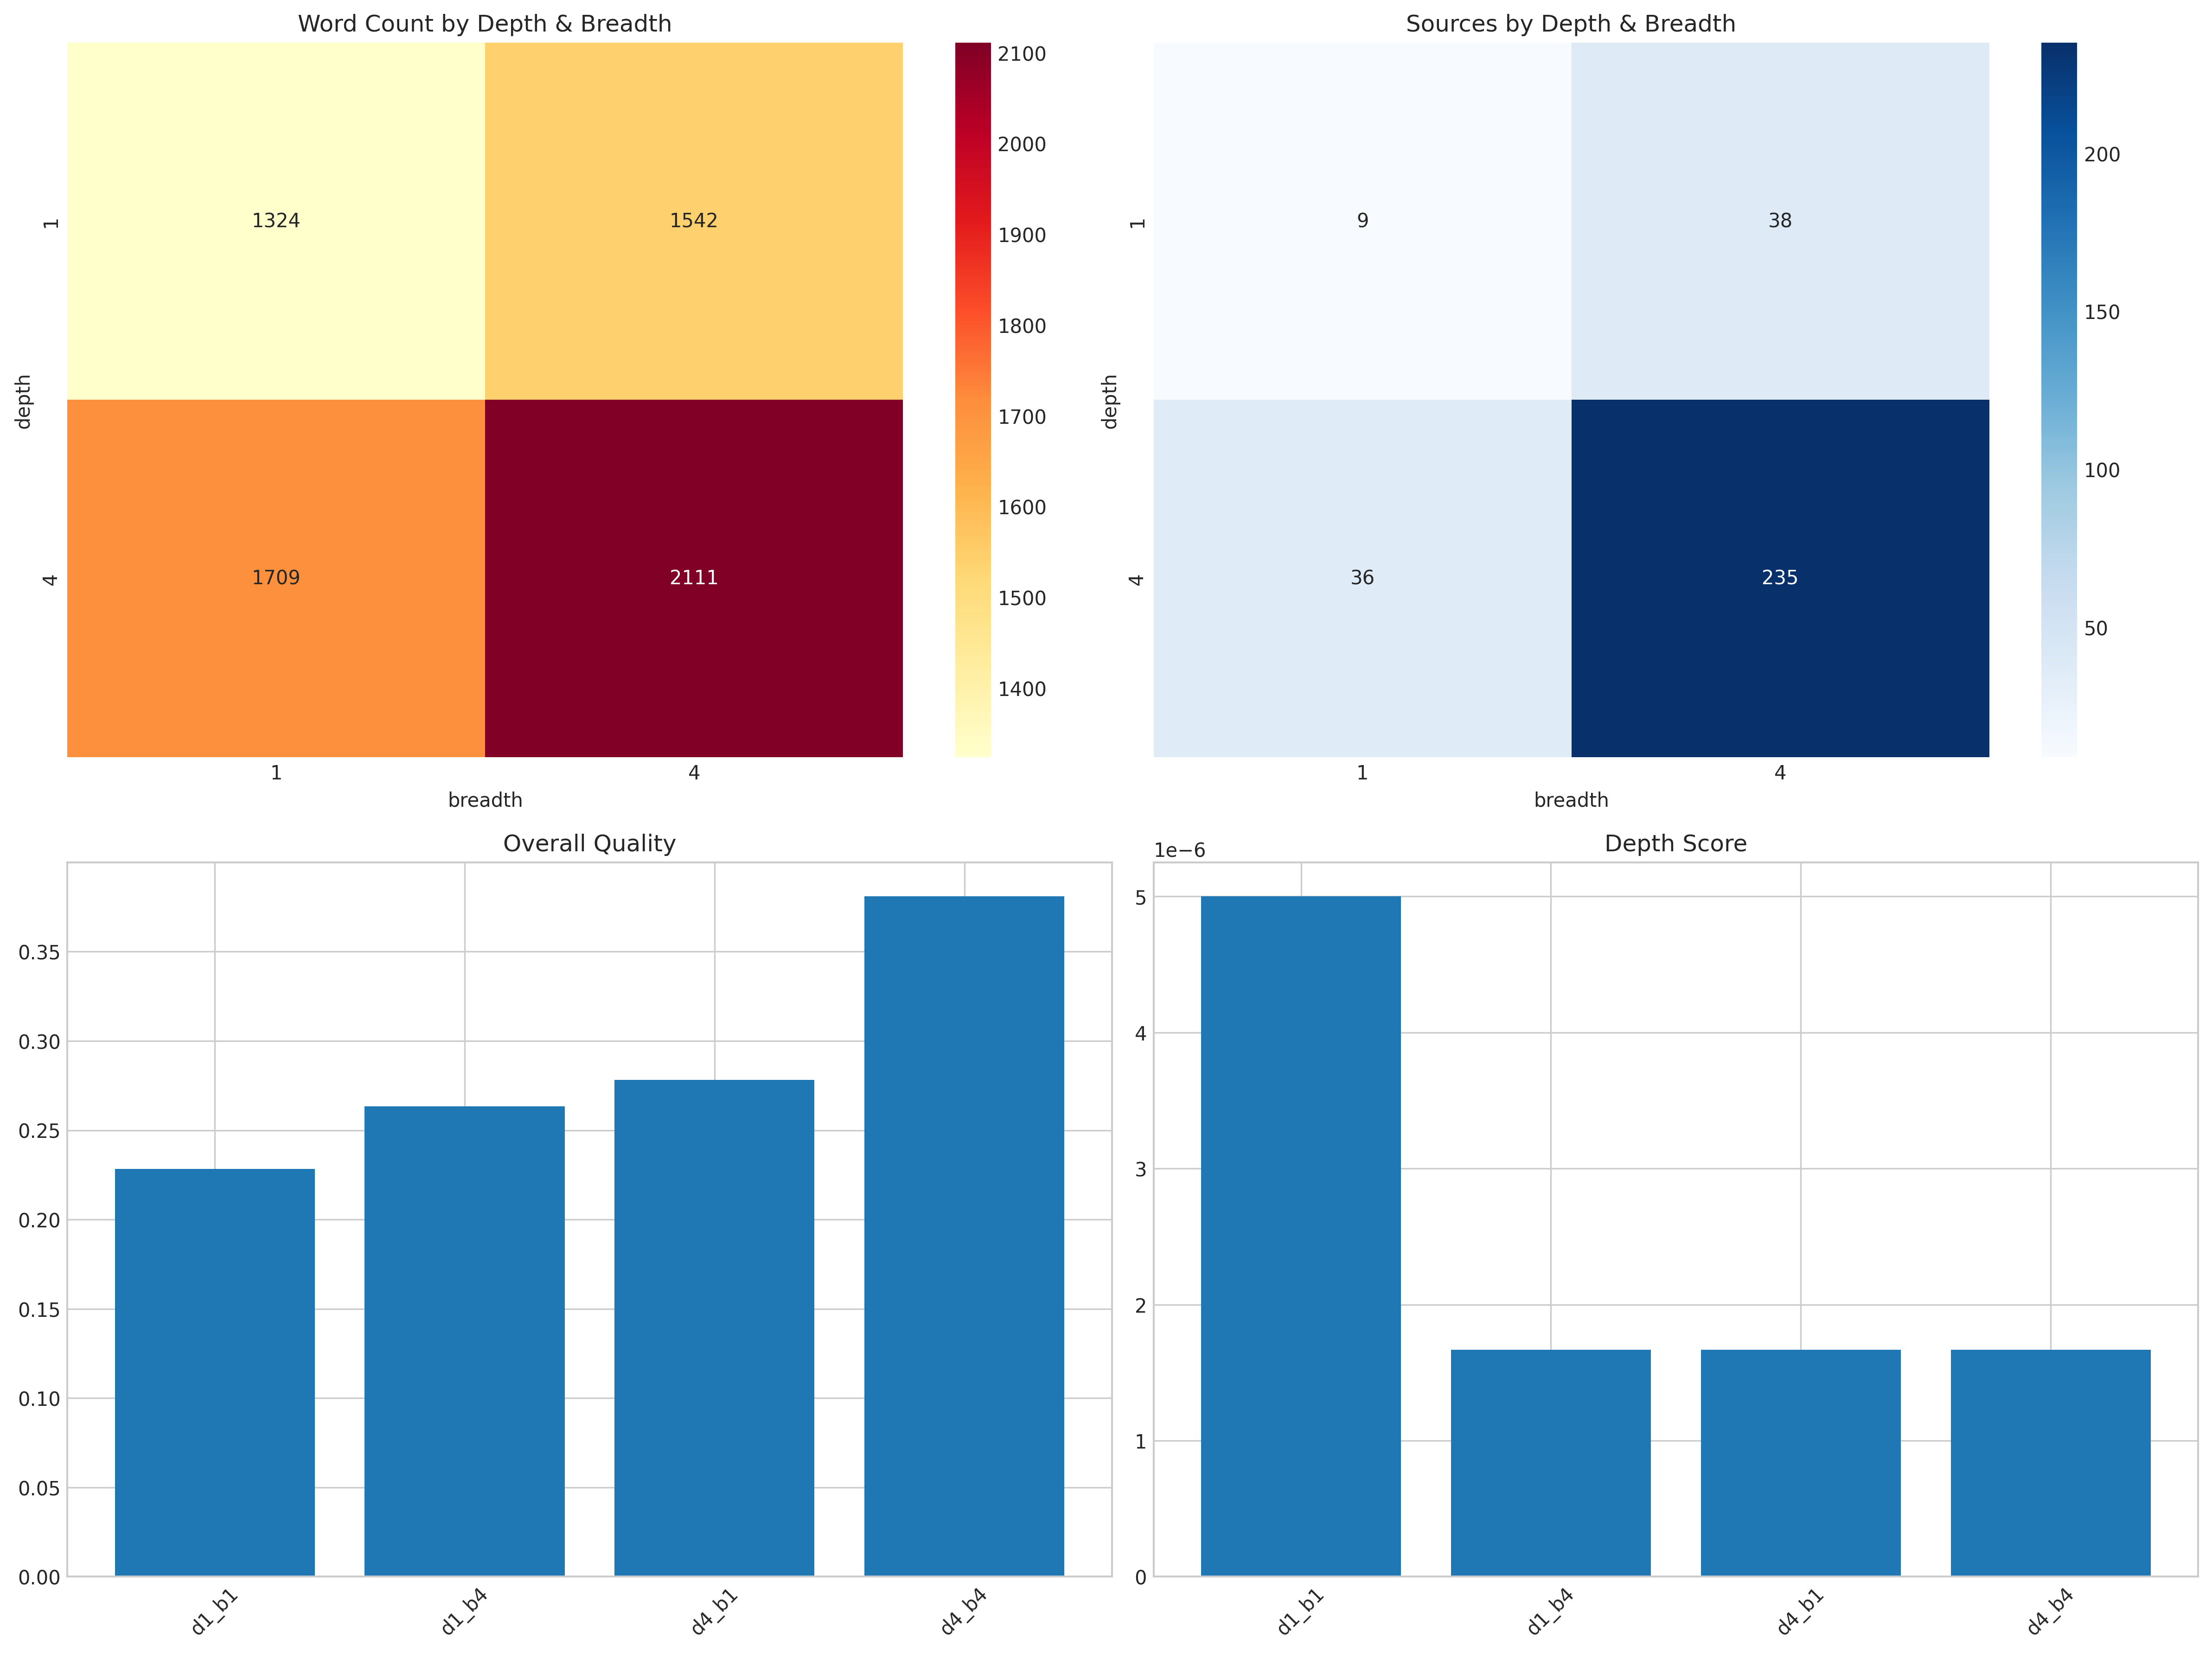 Word Count by Depth & Breadth
1324
1542
1709
2111
1
4
depth
1
4
breadth
2100
2000
1900
1800
1700
1600
1500
1400
Sources by Depth & Breadth
9
38
36
235
1
4
depth
1
4
breadth
200
150
100
50
Overall Quality
0.35
0.30
0.25
0.20
0.15
0.10
0.05
0.00
d1_b1
d1_b4
d4_b1
d4_b4
Depth Score
1e−6
5
4
3
2
1
0
d1_b1
d1_b4
d4_b1
d4_b4